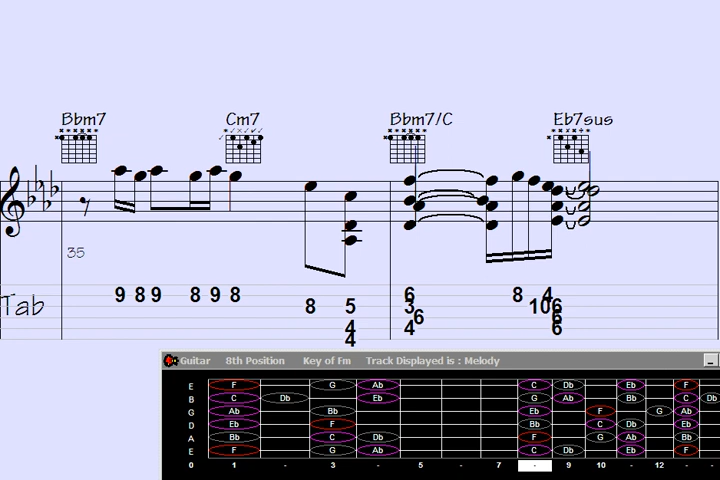 Bbm7 Cm7 Bbm7/C Eb7sus
35
9 8 9 8 9 8 6 8 4
Tab 8 5 3 10 6
6 6
4 4 6
4
Guitar 8th Position Key of Fm Track Displayed is : Melody
E F G Ab C Db Eb F
B C Db Eb G Ab Bb C Db
G Ab Bb Eb F G Ab
D Eb F Bb C Db Eb
A Bb C Db F G Ab Bb
E F G Ab C Db Eb F
0 1 - 3 - 5 - 7 - 9 10 - 12 - -